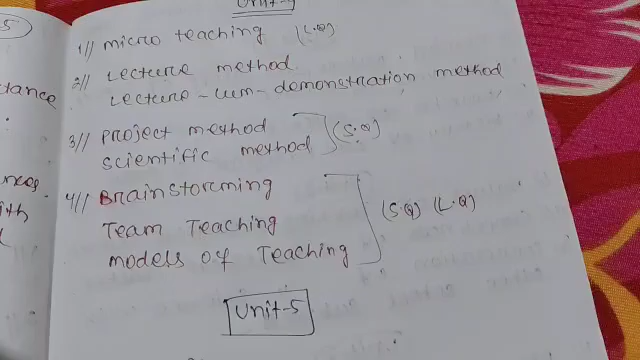 5
Unit-4
1// micro teaching (L.Q)
2// Lecture method
Lecture-cum-demonstration method
3// project method
scientific method (S.Q)
4// Brainstorming
Team Teaching (S.Q) (L.Q)
models of Teaching
Unit-5